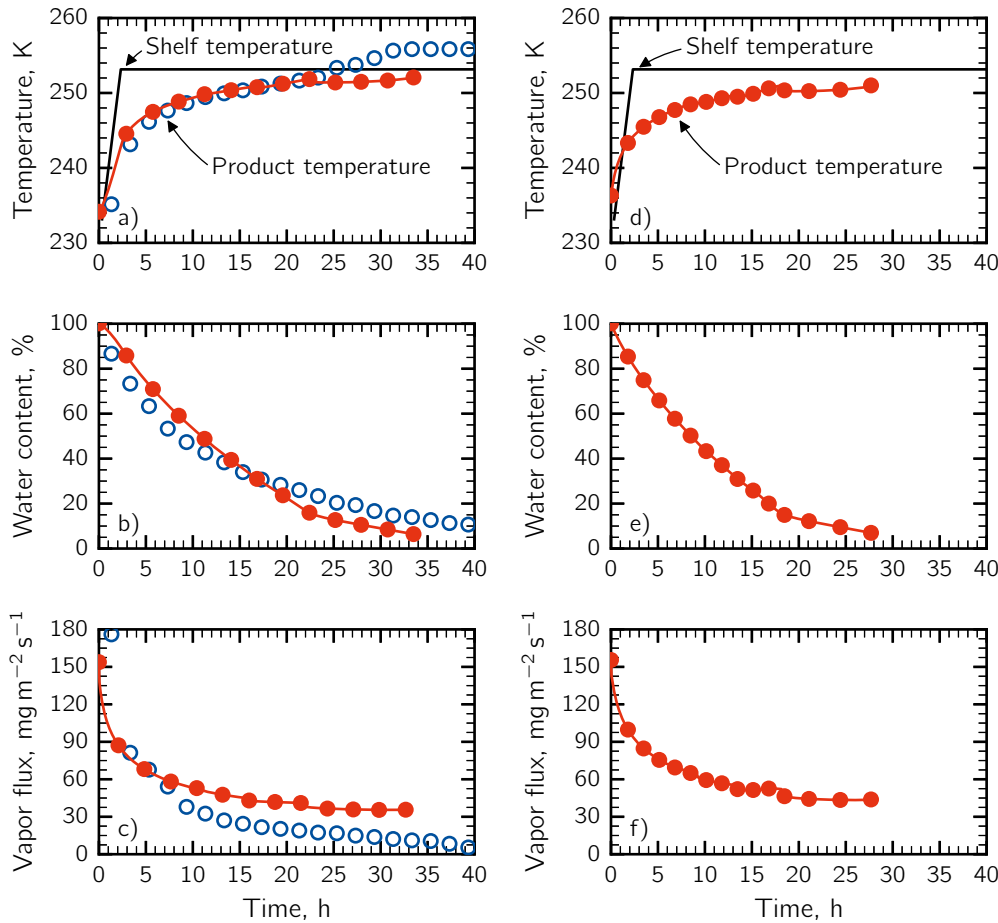 Temperature, K
260
250
240
230
Shelf temperature
Product temperature
a)
0 5 10 15 20 25 30 35 40
Temperature, K
260
250
240
230
Shelf temperature
Product temperature
d)
0 5 10 15 20 25 30 35 40
Water content, %
100
80
60
40
20
0
b)
0 5 10 15 20 25 30 35 40
Water content, %
100
80
60
40
20
0
e)
0 5 10 15 20 25 30 35 40
Vapor flux, mg m⁻² s⁻¹
180
150
120
90
60
30
0
c)
0 5 10 15 20 25 30 35 40
Time, h
Vapor flux, mg m⁻² s⁻¹
180
150
120
90
60
30
0
f)
0 5 10 15 20 25 30 35 40
Time, h